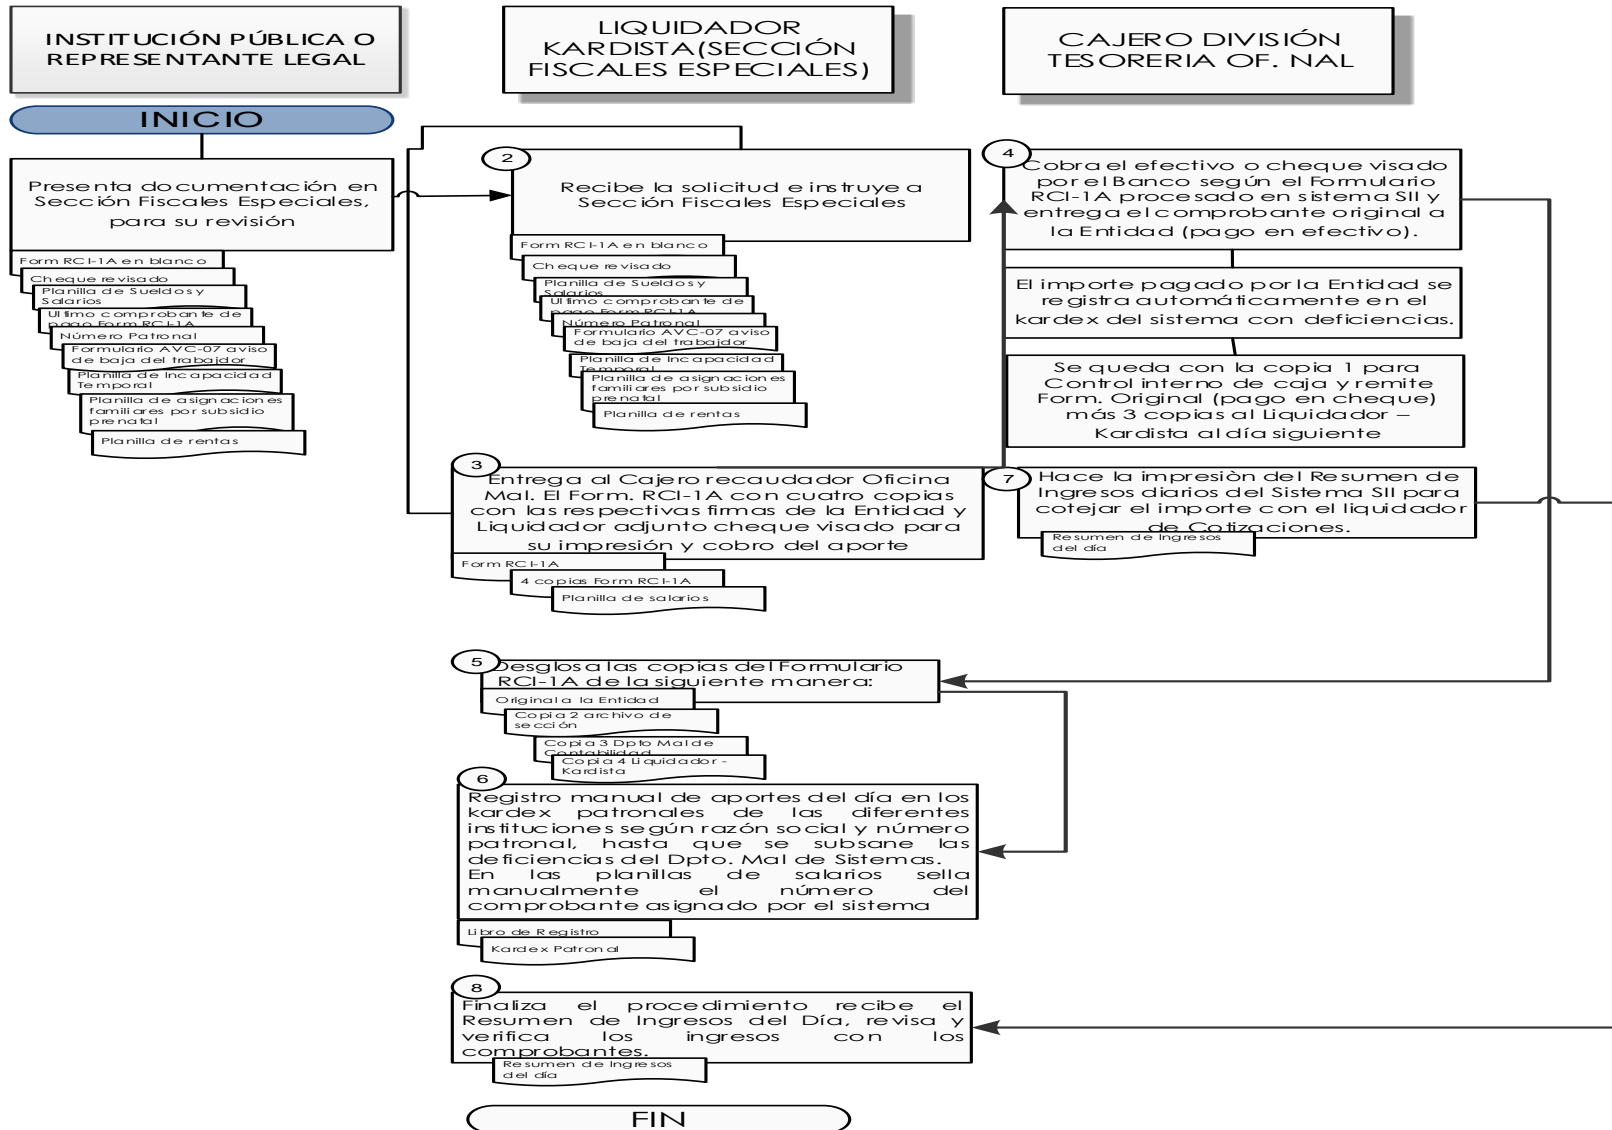 INSTITUCIÓN PÚBLICA O
REPRESENTANTE LEGAL
LIQUIDADOR
KARDISTA(SECCIÓN
FISCALES ESPECIALES)
CAJERO DIVISIÓN
TESORERIA OF. NAL
INICIO
Presenta documentación en
Sección Fiscales Especiales,
para su revisión
Form RCI-1A en blanco
Cheque revisado
Planilla de Sueldos y
Salarios
Ultimo comprobante de
pago Form RCI-1A
Número Patronal
Formulario AVC-07 aviso
de baja del trabajdor
Planilla de Incapacidad
Temporal
Planilla de asignaciones
familiares por subsidio
prenatal
Planilla de rentas
2
Recibe la solicitud e instruye a
Sección Fiscales Especiales
Form RCI-1A en blanco
Cheque revisado
Planilla de Sueldos y
Salarios
Ultimo comprobante de
pago Form RCI-1A
Número Patronal
Formulario AVC-07 aviso
de baja del trabajdor
Planilla de Incapacidad
Temporal
Planilla de asignaciones
familiares por subsidio
prenatal
Planilla de rentas
3
Entrega al Cajero recaudador Oficina
Mal. El Form. RCI-1A con cuatro copias
con las respectivas firmas de la Entidad y
Liquidador adjunto cheque visado para
su impresión y cobro del aporte
Form RCI-1A
4 copias Form RCI-1A
Planilla de salarios
4
Cobra el efectivo o cheque visado
por el Banco según el Formulario
RCI-1A procesado en sistema SII y
entrega el comprobante original a
la Entidad (pago en efectivo).
El importe pagado por la Entidad se
registra automáticamente en el
kardex del sistema con deficiencias.
Se queda con la copia 1 para
Control interno de caja y remite
Form. Original (pago en cheque)
más 3 copias al Liquidador –
Kardista al día siguiente
7
Hace la impresiòn del Resumen de
Ingresos diarios del Sistema SII para
cotejar el importe con el liquidador
de Cotizaciones.
Resumen de Ingresos
del día
5
Desglosa las copias del Formulario
RCI-1A de la siguiente manera:
Original a la Entidad
Copia 2 archivo de
sección
Copia 3 Dpto Mal de
Contabilidad
Copia 4 Liquidador -
Kardista
6
Registro manual de aportes del día en los
kardex patronales de las diferentes
instituciones según razón social y número
patronal, hasta que se subsane las
deficiencias del Dpto. Mal de Sistemas.
En las planillas de salarios sella
manualmente el número del
comprobante asignado por el sistema
Libro de Registro
Kardex Patronal
8
Finaliza el procedimiento recibe el
Resumen de Ingresos del Día, revisa y
verifica los ingresos con los
comprobantes.
Resumen de Ingresos
del día
FIN